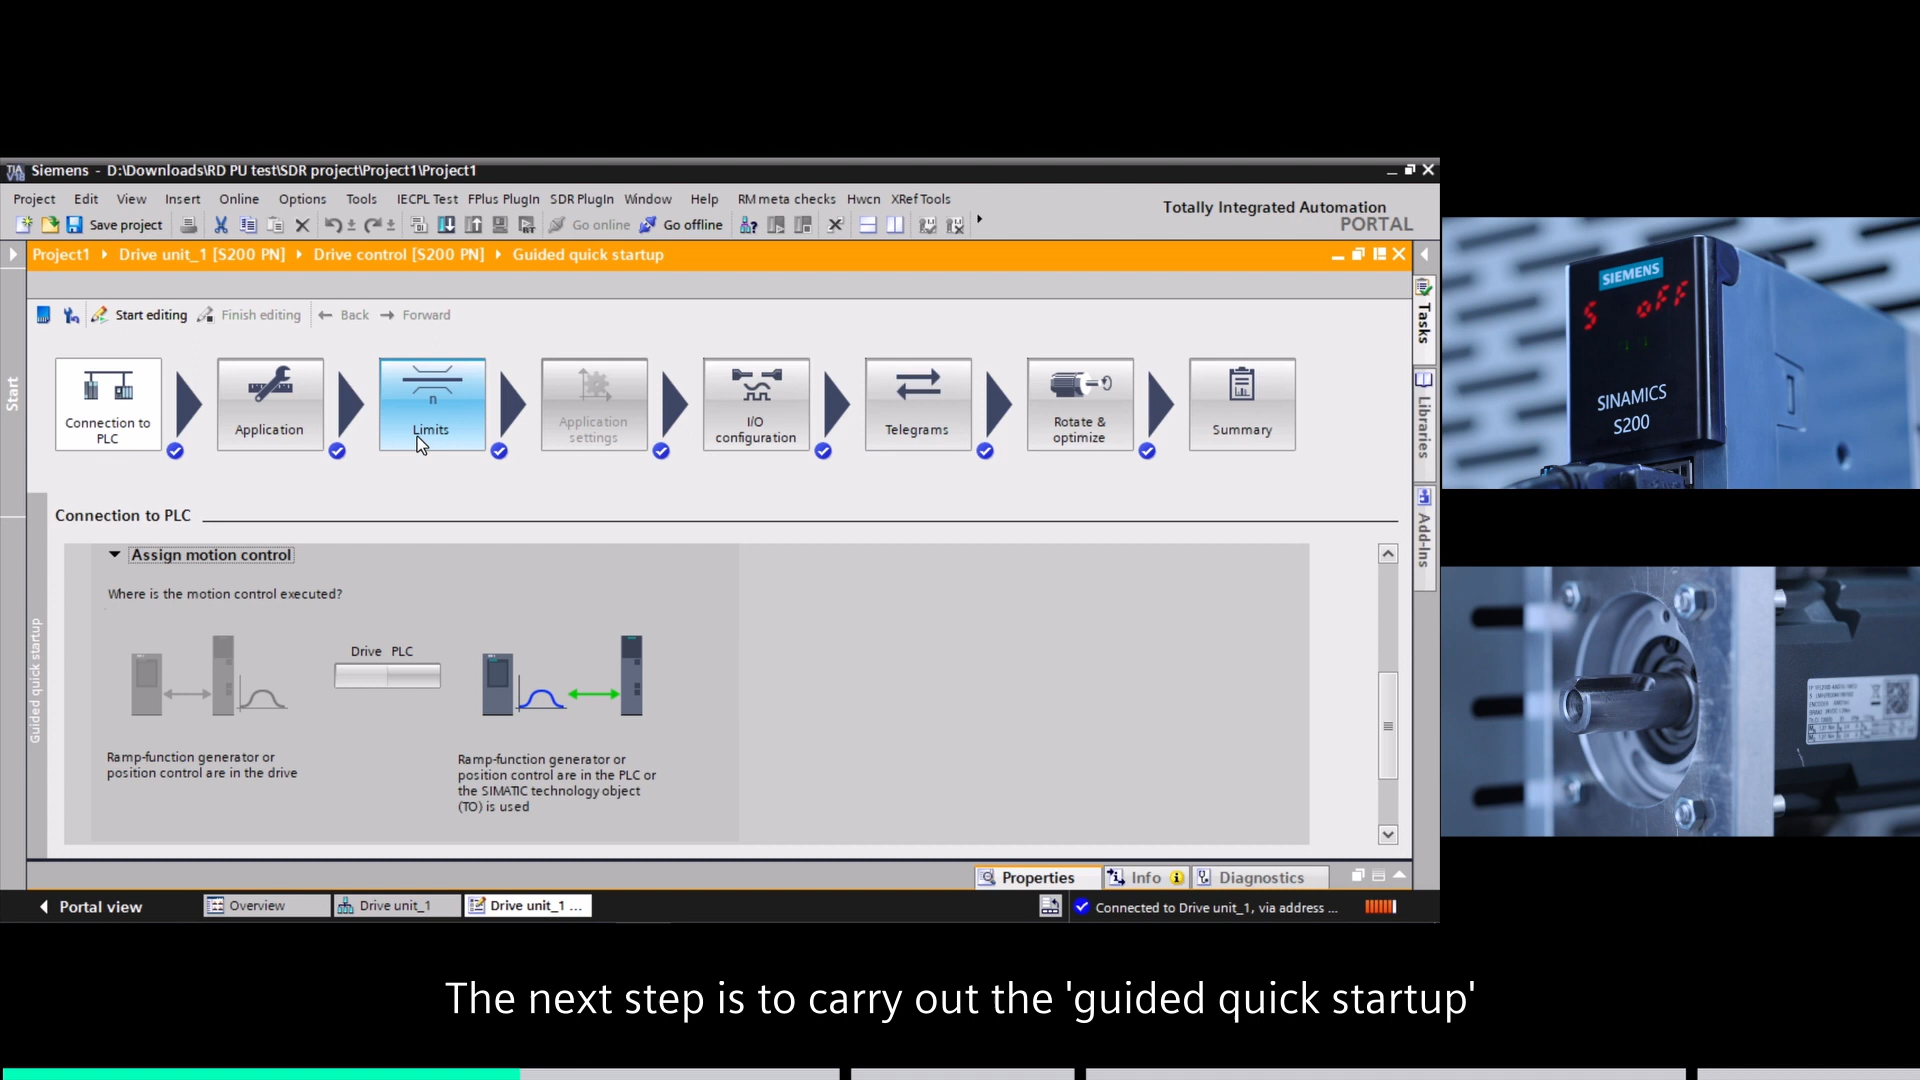 Siemens - D:\Downloads\RD PU test\SDR project\Project1\Project1
Project Edit View Insert Online Options Tools IECPL Test FPlus PlugIn SDR PlugIn Window Help RM meta checks Hwcn XRef Tools
Totally Integrated Automation
PORTAL
Save project Go online Go offline
Project1 Drive unit_1 [S200 PN] Drive control [S200 PN] Guided quick startup
Start editing Finish editing Back Forward
Connection to
PLC
Application
n
Limits
Application
settings
I/O
configuration
Telegrams
Rotate &
optimize
Summary
Start
Guided quick startup
Tasks
Libraries
Add-Ins
Connection to PLC
Assign motion control
Where is the motion control executed?
Drive PLC
Ramp-function generator or
position control are in the drive
Ramp-function generator or
position control are in the PLC or
the SIMATIC technology object
(TO) is used
Properties Info Diagnostics
Portal view Overview Drive unit_1 Drive unit_1 ... Connected to Drive unit_1, via address ...
SIEMENS
S oFF
SINAMICS
S200
The next step is to carry out the 'guided quick startup'